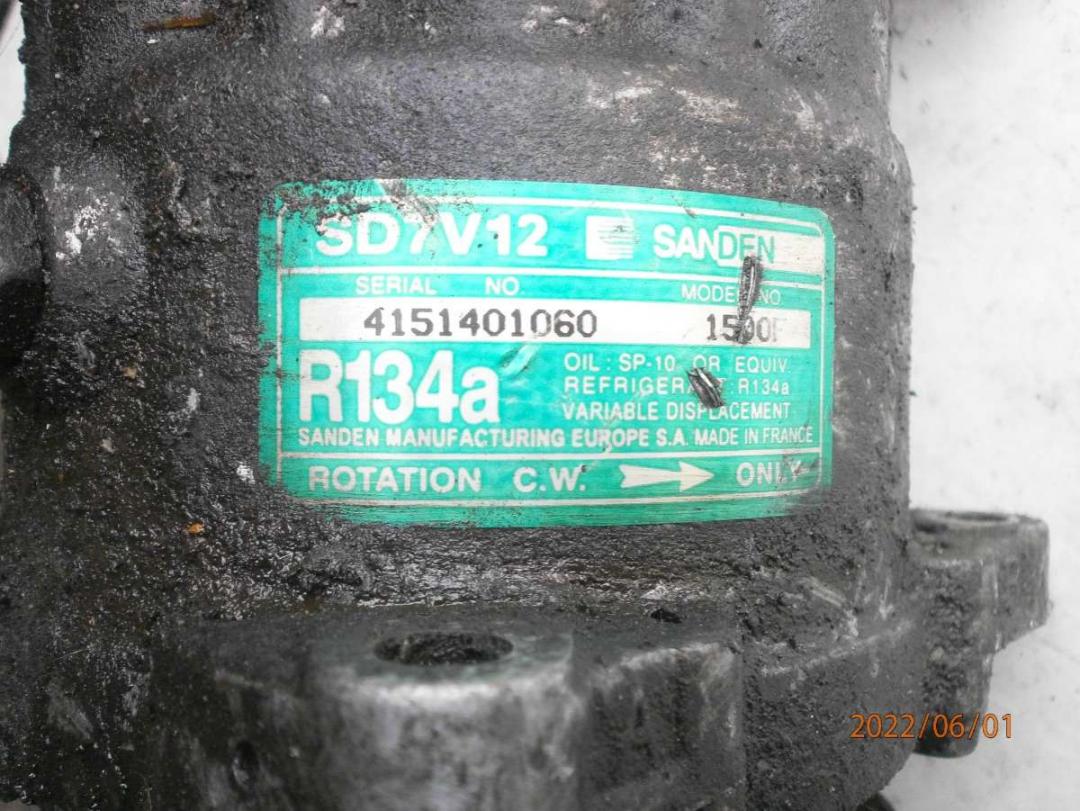 SD7V12 SANDEN
SERIAL NO. MODEL NO.
4151401060 1500F
R134a
OIL : SP-10 OR EQUIV.
REFRIGERANT : R134a
VARIABLE DISPLACEMENT
SANDEN MANUFACTURING EUROPE S.A. MADE IN FRANCE
ROTATION C.W. ONLY
2022/06/01